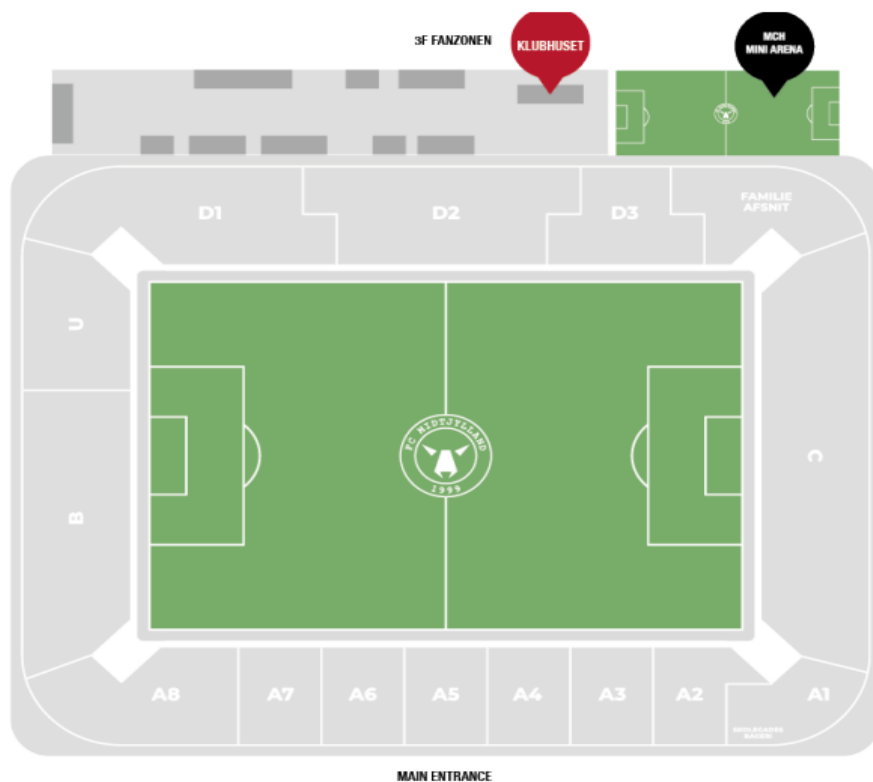 3F FANZONEN
KLUBHUSET
MCH
MINI ARENA
D1
D2
D3
FAMILIE
AFSNIT
U
B
C
FC MIDTJYLLAND
1999
A8
A7
A6
A5
A4
A3
A2
A1
MAIN ENTRANCE